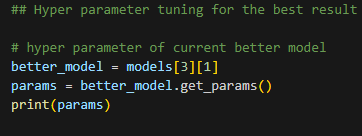 ## Hyper parameter tuning for the best result
# hyper parameter of current better model
better_model = models[3][1]
params = better_model.get_params()
print(params)